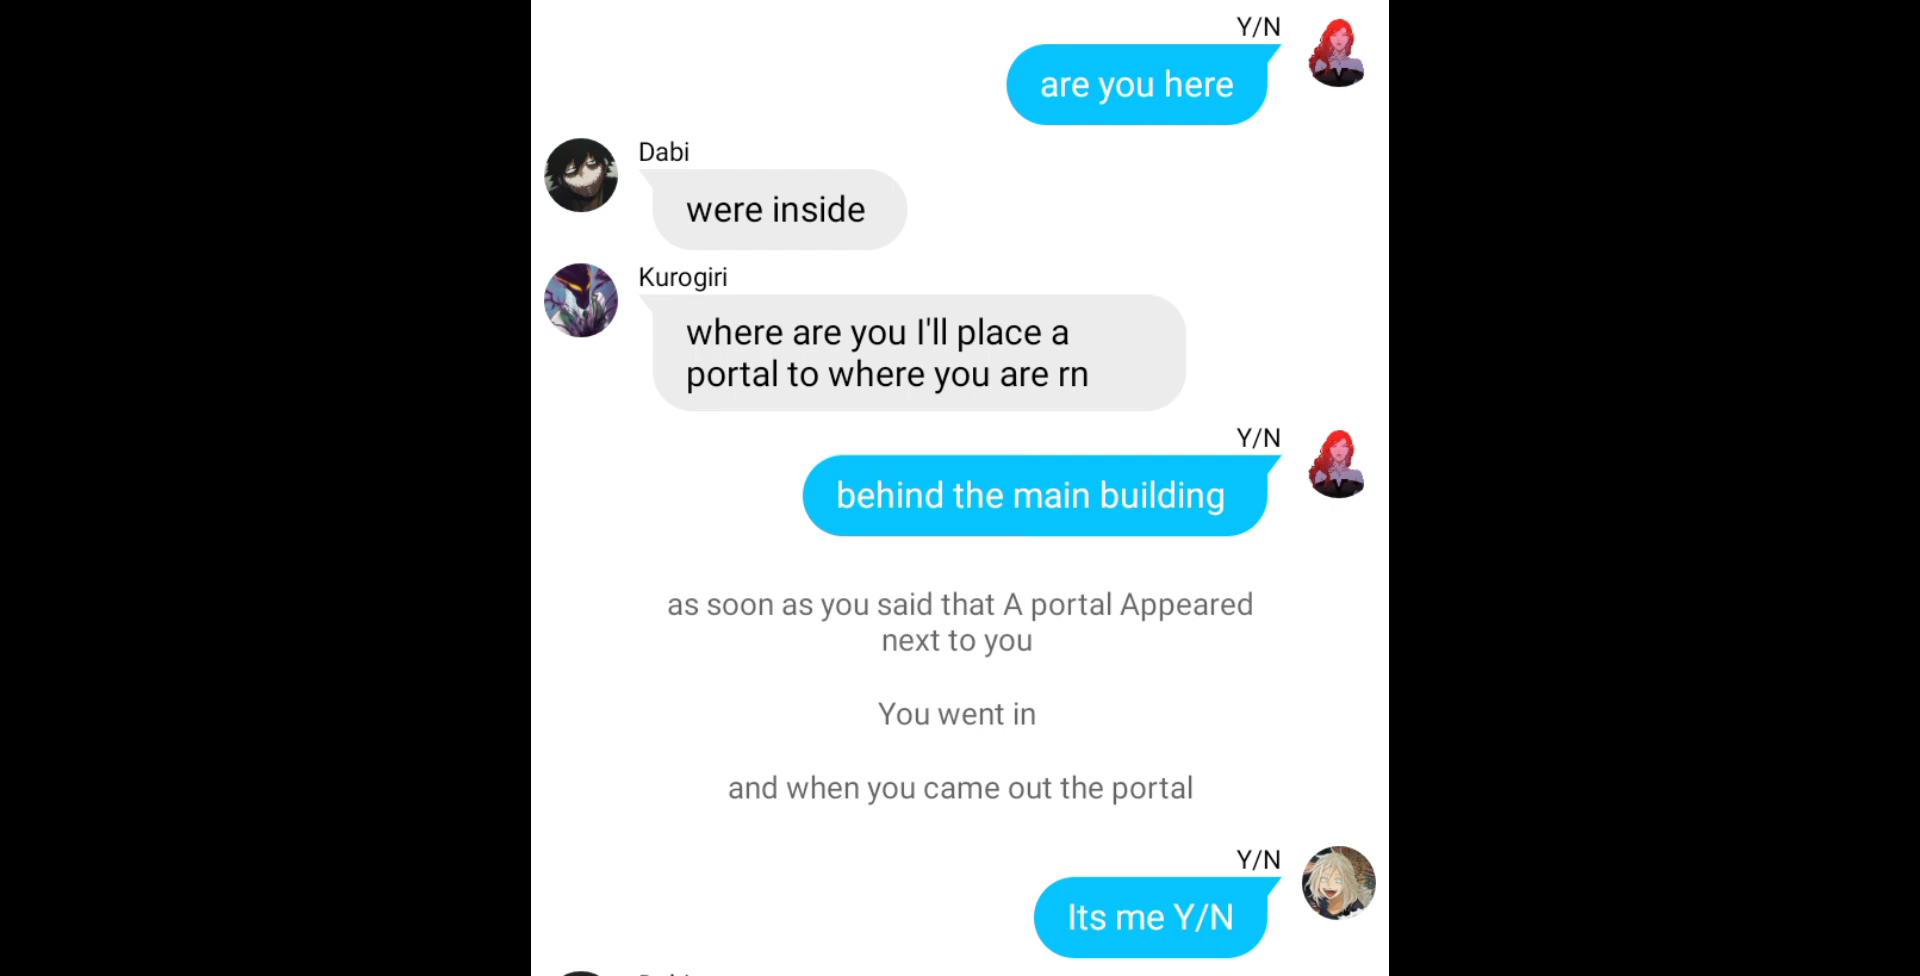 Y/N
are you here
Dabi
were inside
Kurogiri
where are you I'll place a
portal to where you are rn
Y/N
behind the main building
as soon as you said that A portal Appeared
next to you
You went in
and when you came out the portal
Y/N
Its me Y/N